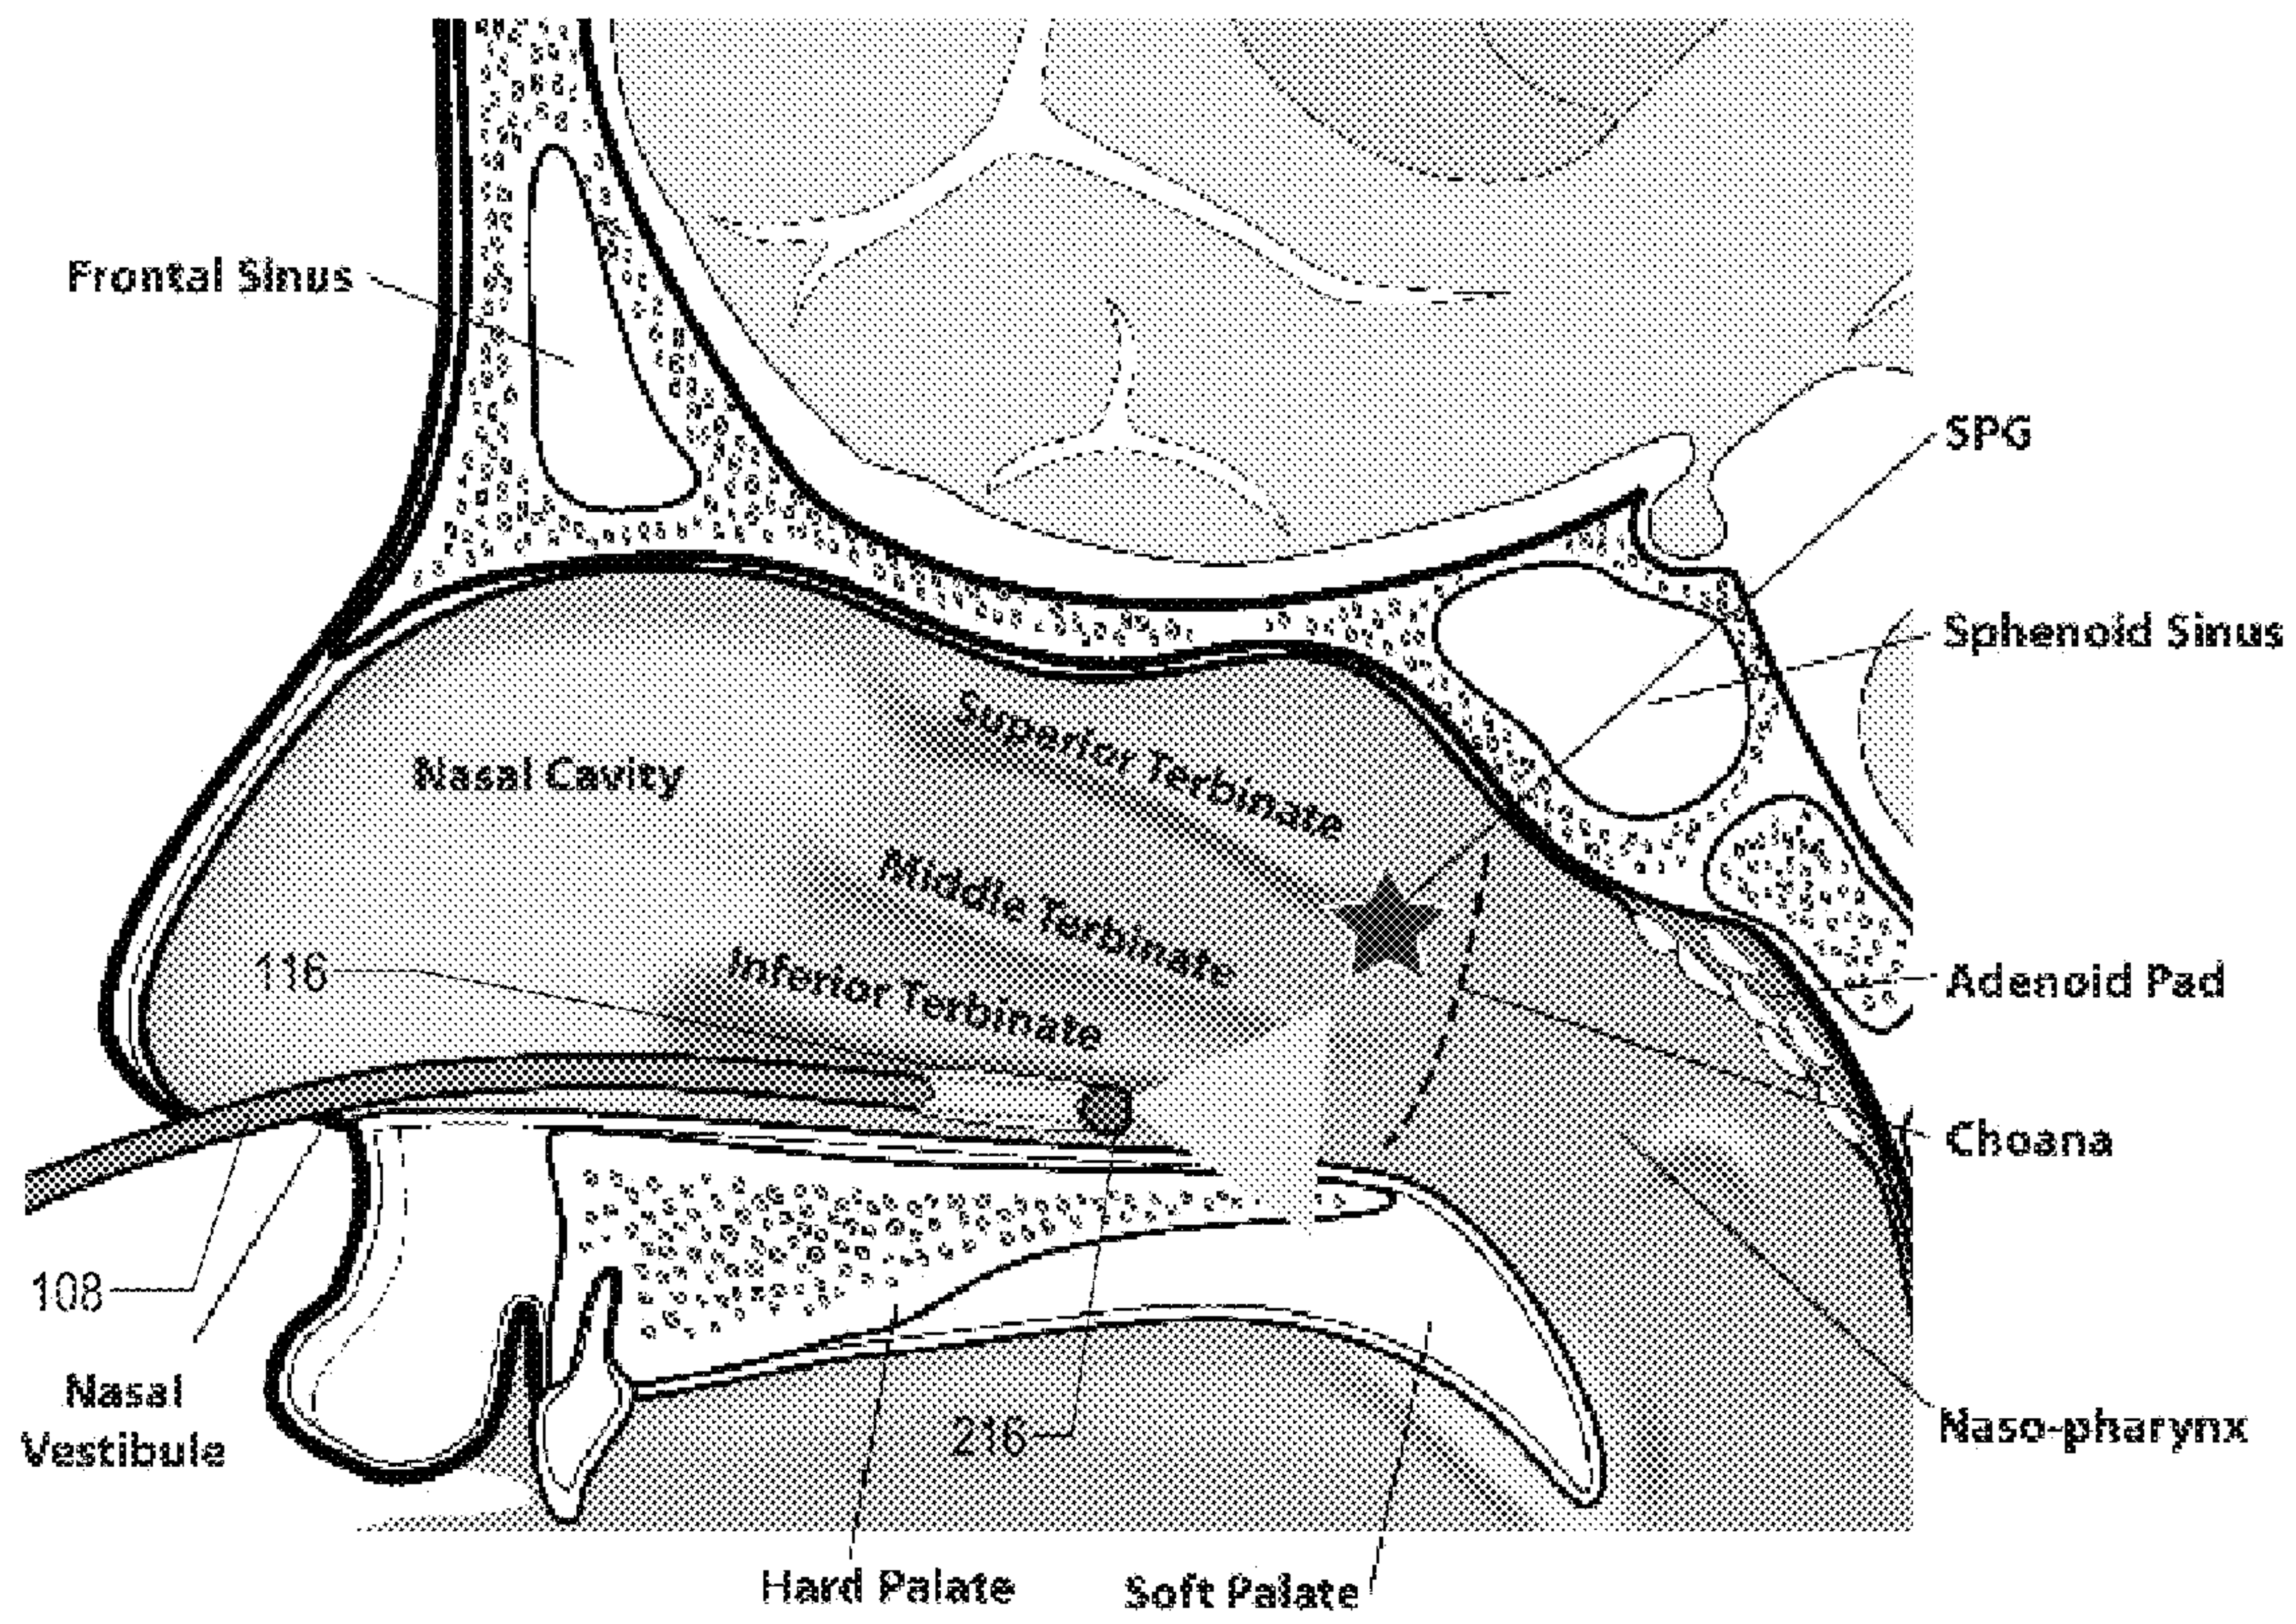 Frontal Sinus
SPG
Sphenoid Sinus
Superior Terbinate
Nasal Cavity
Middle Terbinate
Inferior Terbinate
116
Adenoid Pad
Choana
108
Nasal
Vestibule
216
Naso-pharynx
Hard Palate
Soft Palate